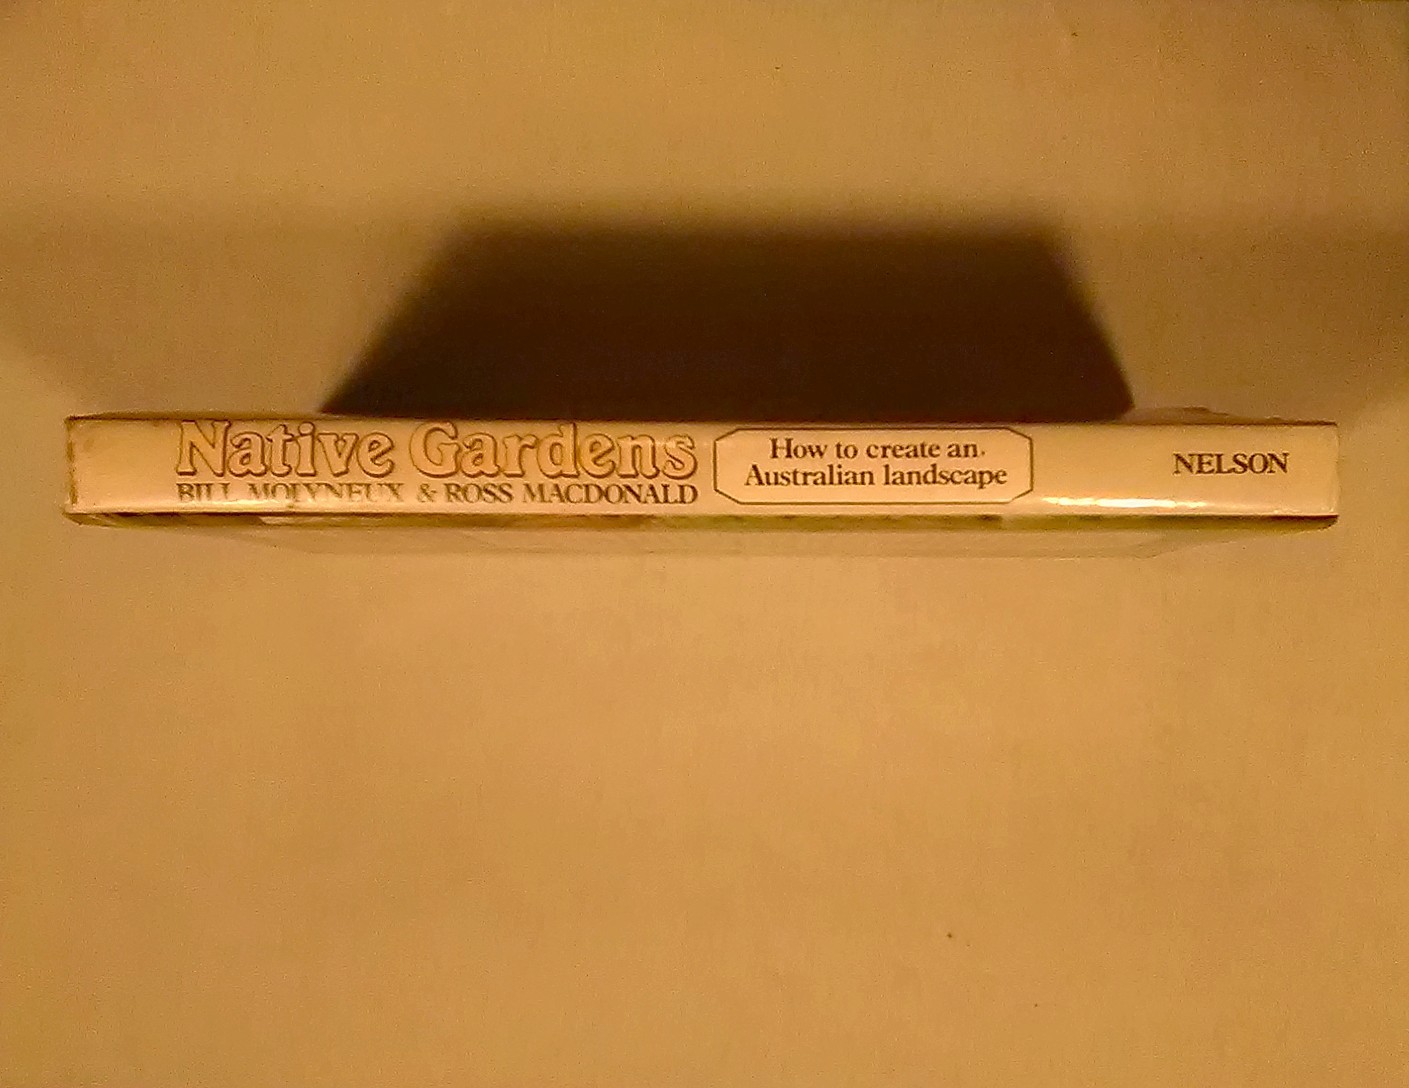 Native Gardens
BILL MOLYNEUX & ROSS MACDONALD
How to create an
Australian landscape
NELSON